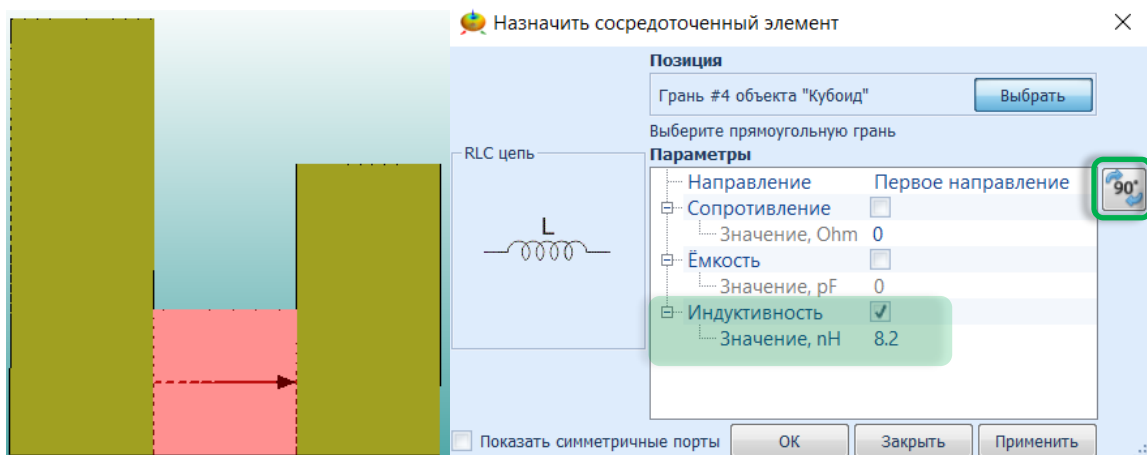 Назначить сосредоточенный элемент
Позиция
Грань #4 объекта "Кубоид"
Выбрать
Выберите прямоугольную грань
RLC цепь
L
Параметры
Направление Первое направление
90°
Сопротивление
Значение, Ohm 0
Ёмкость
Значение, pF 0
Индуктивность
Значение, nH 8.2
Показать симметричные порты
ОК
Закрыть
Применить